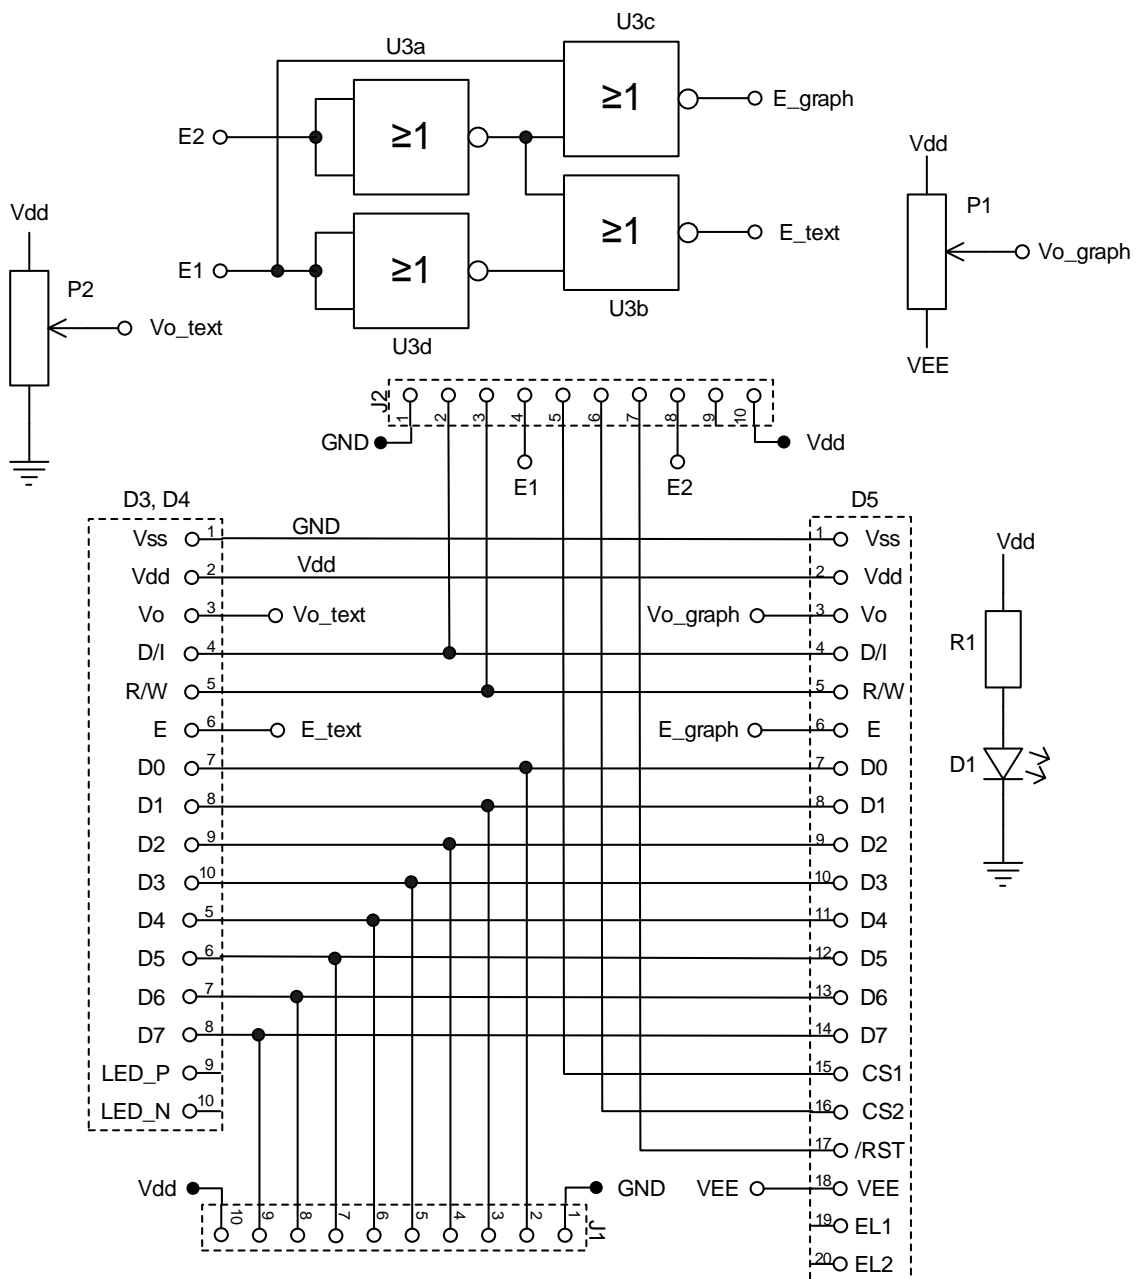 U3c
U3a
≥1
E_graph
≥1
E2
Vdd
P1
Vo_graph
VEE
≥1
E_text
U3b
Vdd
P2
Vo_text
E1
≥1
U3d
J2
1 2 3 4 5 6 7 8 9 10
GND
Vdd
E1
E2
D3, D4
D5
Vss 1
GND
1 Vss
Vdd 2
Vdd
2 Vdd
Vo 3
Vo_text
Vo_graph
3 Vo
D/I 4
4 D/I
R/W 5
5 R/W
E 6
E_text
E_graph
6 E
D0 7
7 D0
D1 8
8 D1
D2 9
9 D2
D3 10
10 D3
D4 5
11 D4
D5 6
12 D5
D6 7
13 D6
D7 8
14 D7
LED_P 9
15 CS1
LED_N 10
16 CS2
17 /RST
VEE
18 VEE
19 EL1
20 EL2
Vdd
R1
D1
Vdd
GND
10 9 8 7 6 5 4 3 2 1
J1